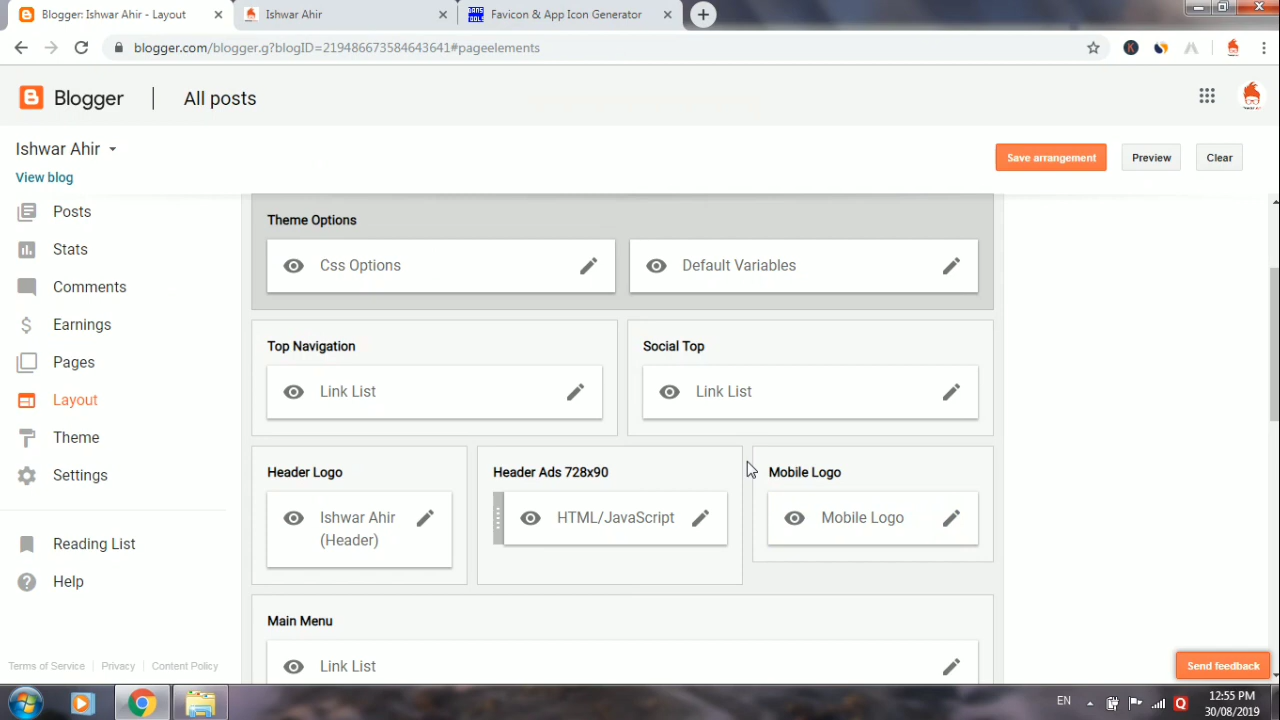 Blogger: Ishwar Ahir - Layout
Ishwar Ahir
Favicon & App Icon Generator
blogger.com/blogger.g?blogID=219486673584643641#pageelements
Blogger
All posts
Ishwar Ahir
View blog
Save arrangement
Preview
Clear
Posts
Stats
Comments
Earnings
Pages
Layout
Theme
Settings
Reading List
Help
Terms of Service
Privacy
Content Policy
Theme Options
Css Options
Default Variables
Top Navigation
Link List
Social Top
Link List
Header Logo
Ishwar Ahir
(Header)
Header Ads 728x90
HTML/JavaScript
Mobile Logo
Mobile Logo
Main Menu
Link List
Send feedback
EN
12:55 PM
30/08/2019